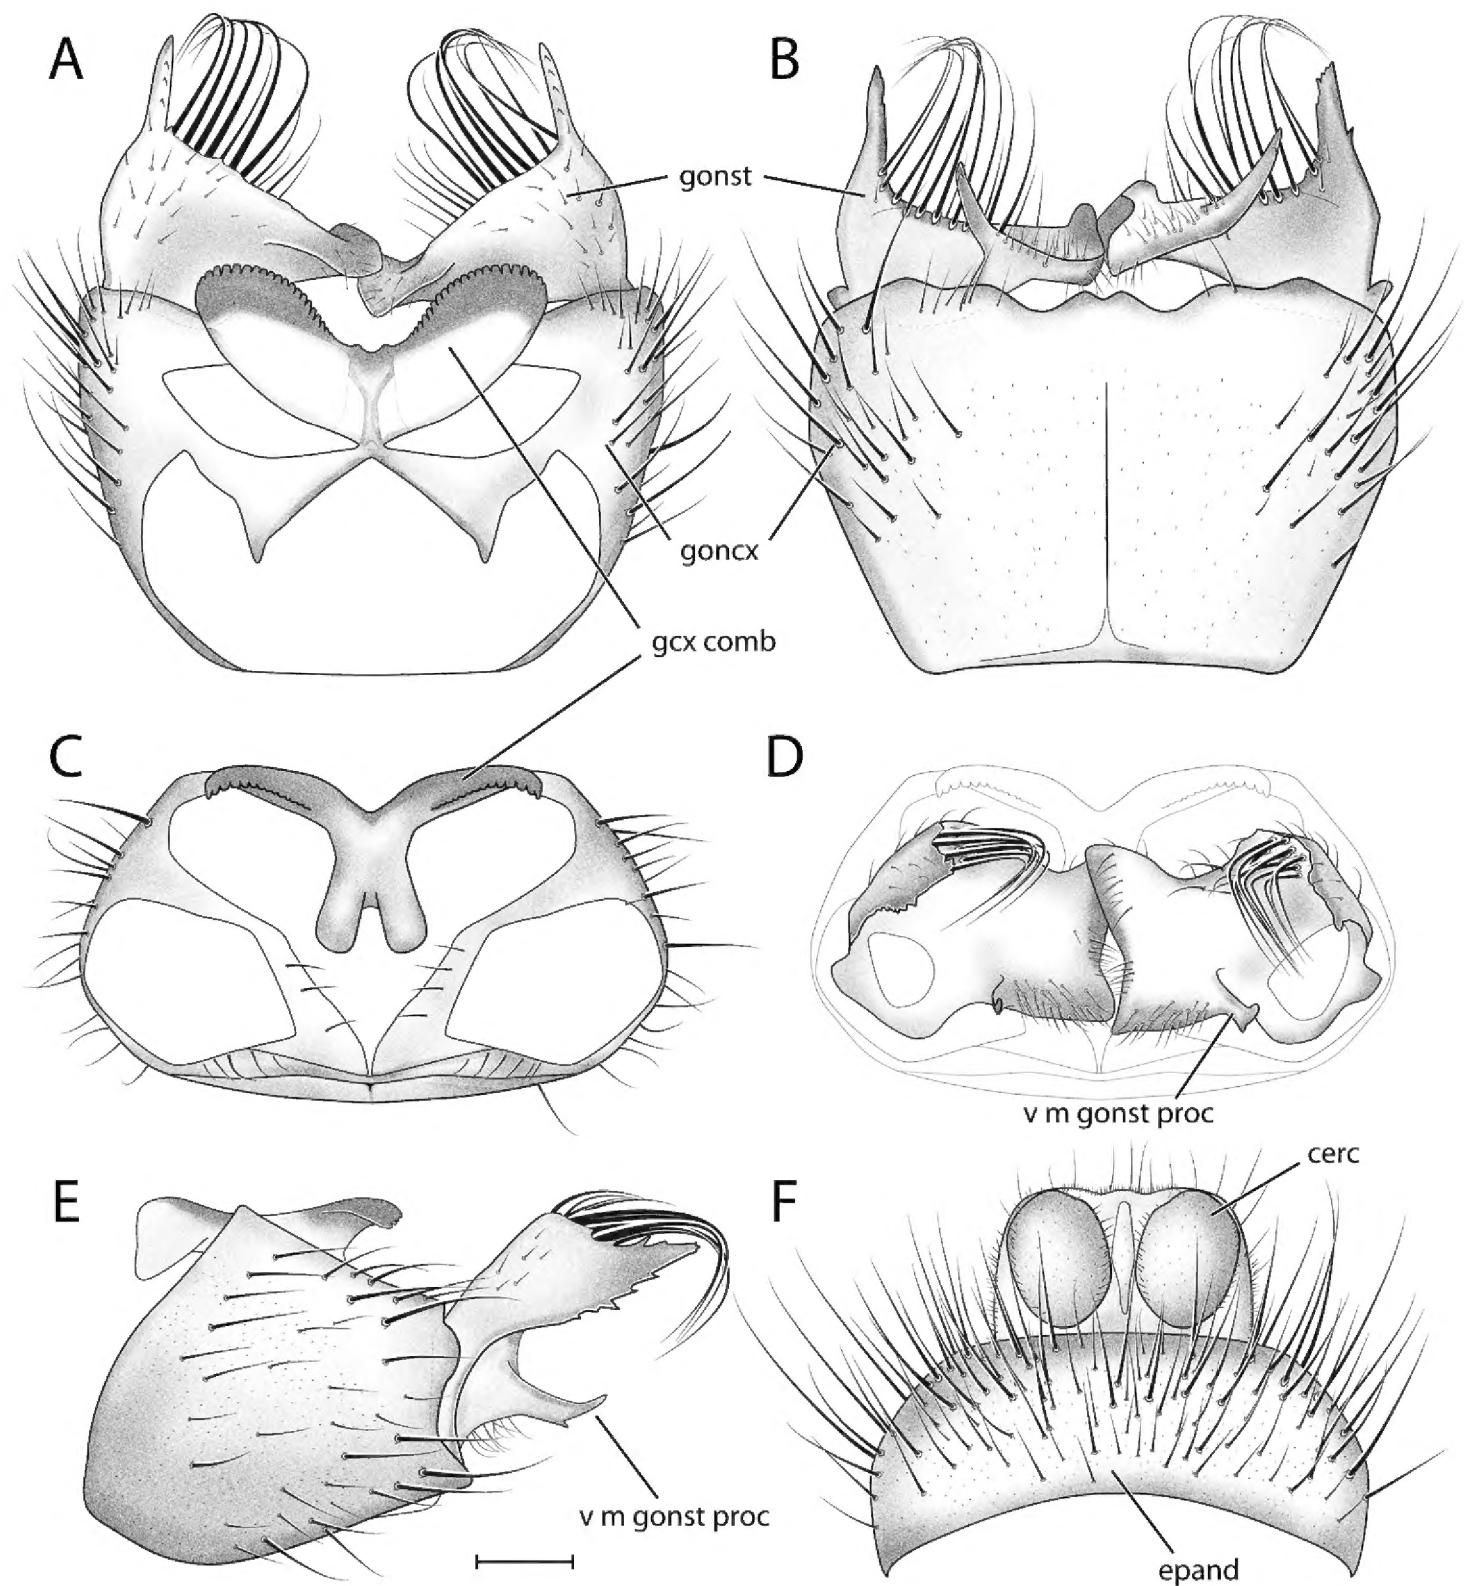 A
B
gonst
goncx
gcx comb
C
D
v m gonst proc
cerc
E
F
v m gonst proc
epand